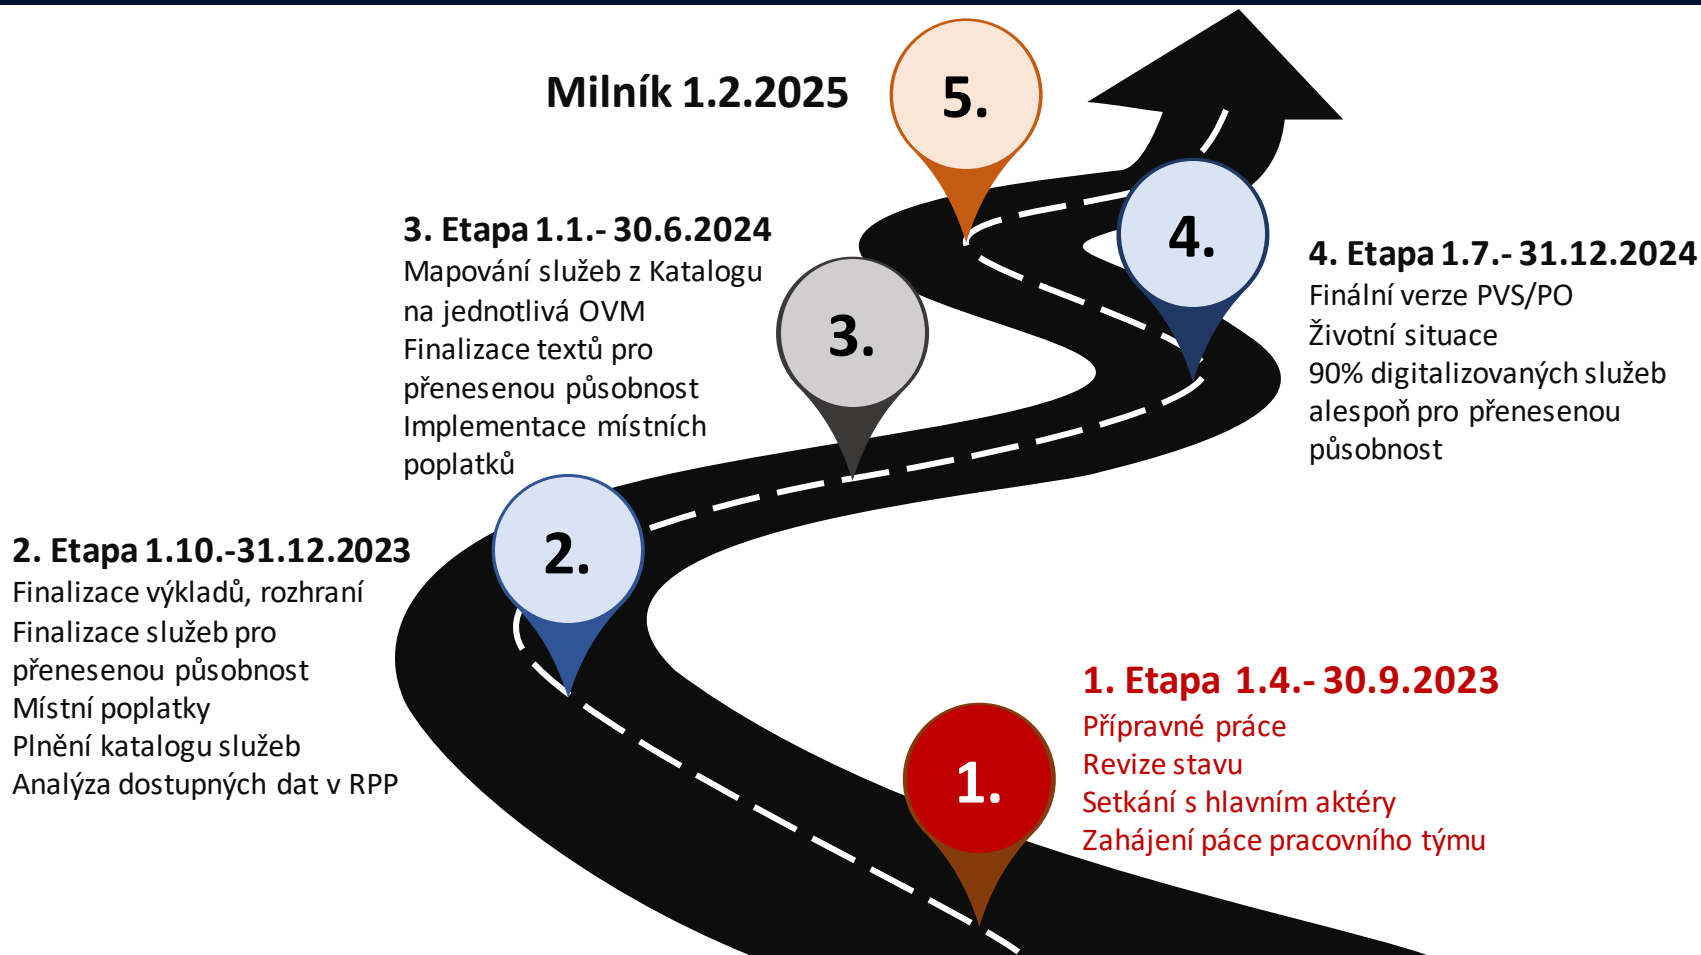 Milník 1.2.2025
5.
3. Etapa 1.1.- 30.6.2024
Mapování služeb z Katalogu
na jednotlivá OVM
Finalizace textů pro
přenesenou působnost
Implementace místních
poplatků
3.
4.
4. Etapa 1.7.- 31.12.2024
Finální verze PVS/PO
Životní situace
90% digitalizovaných služeb
alespoň pro přenesenou
působnost
2. Etapa 1.10.-31.12.2023
Finalizace výkladů, rozhraní
Finalizace služeb pro
přenesenou působnost
Místní poplatky
Plnění katalogu služeb
Analýza dostupných dat v RPP
2.
1. Etapa 1.4.- 30.9.2023
Přípravné práce
Revize stavu
Setkání s hlavním aktéry
Zahájení páce pracovního týmu
1.